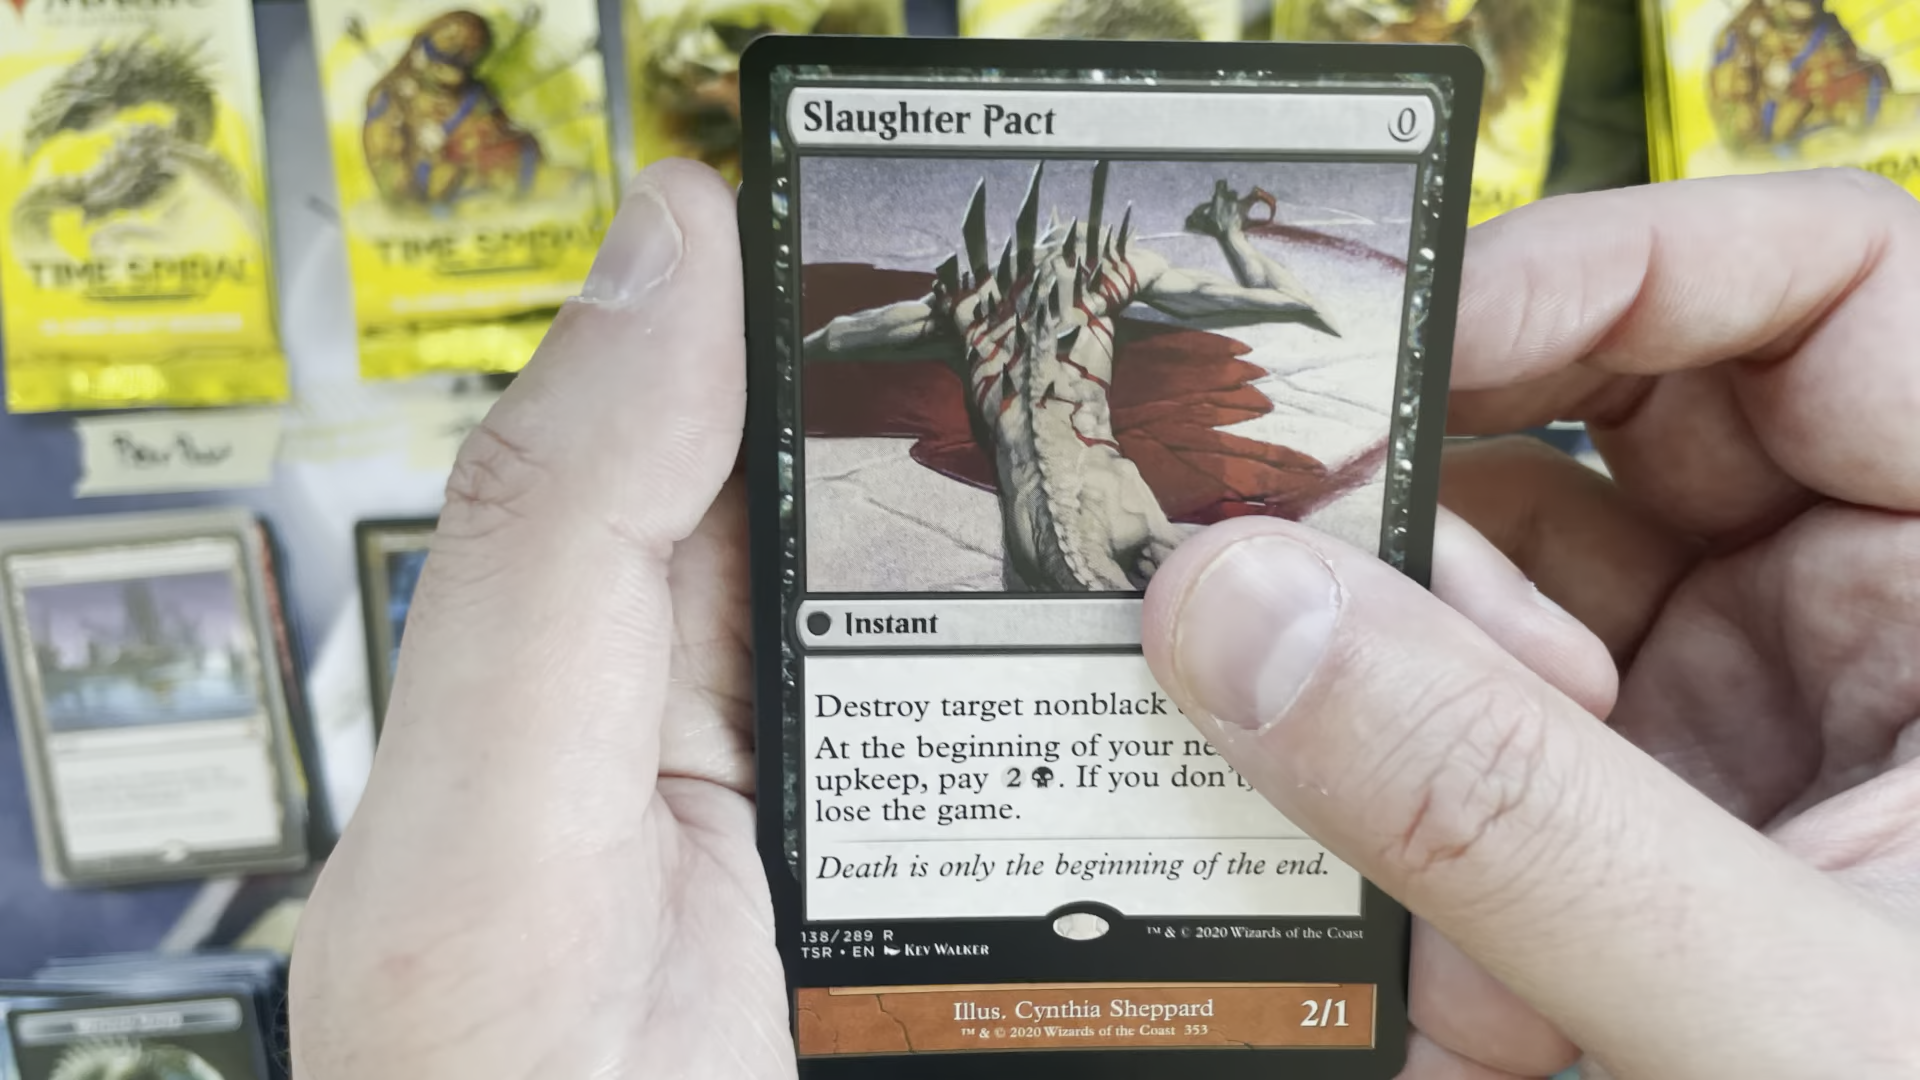 TIME SPIRAL
TIME SPIRAL
Slaughter Pact 0
Instant
Destroy target nonblack
At the beginning of your
upkeep, pay 2. If you
lose the game.
Death is only the beginning of the end.
138/289 R
TSR • EN KEV WALKER
™ & © 2020 Wizards of the Coast
Illus. Cynthia Sheppard
™ & © 2020 Wizards of the Coast 353
2/1